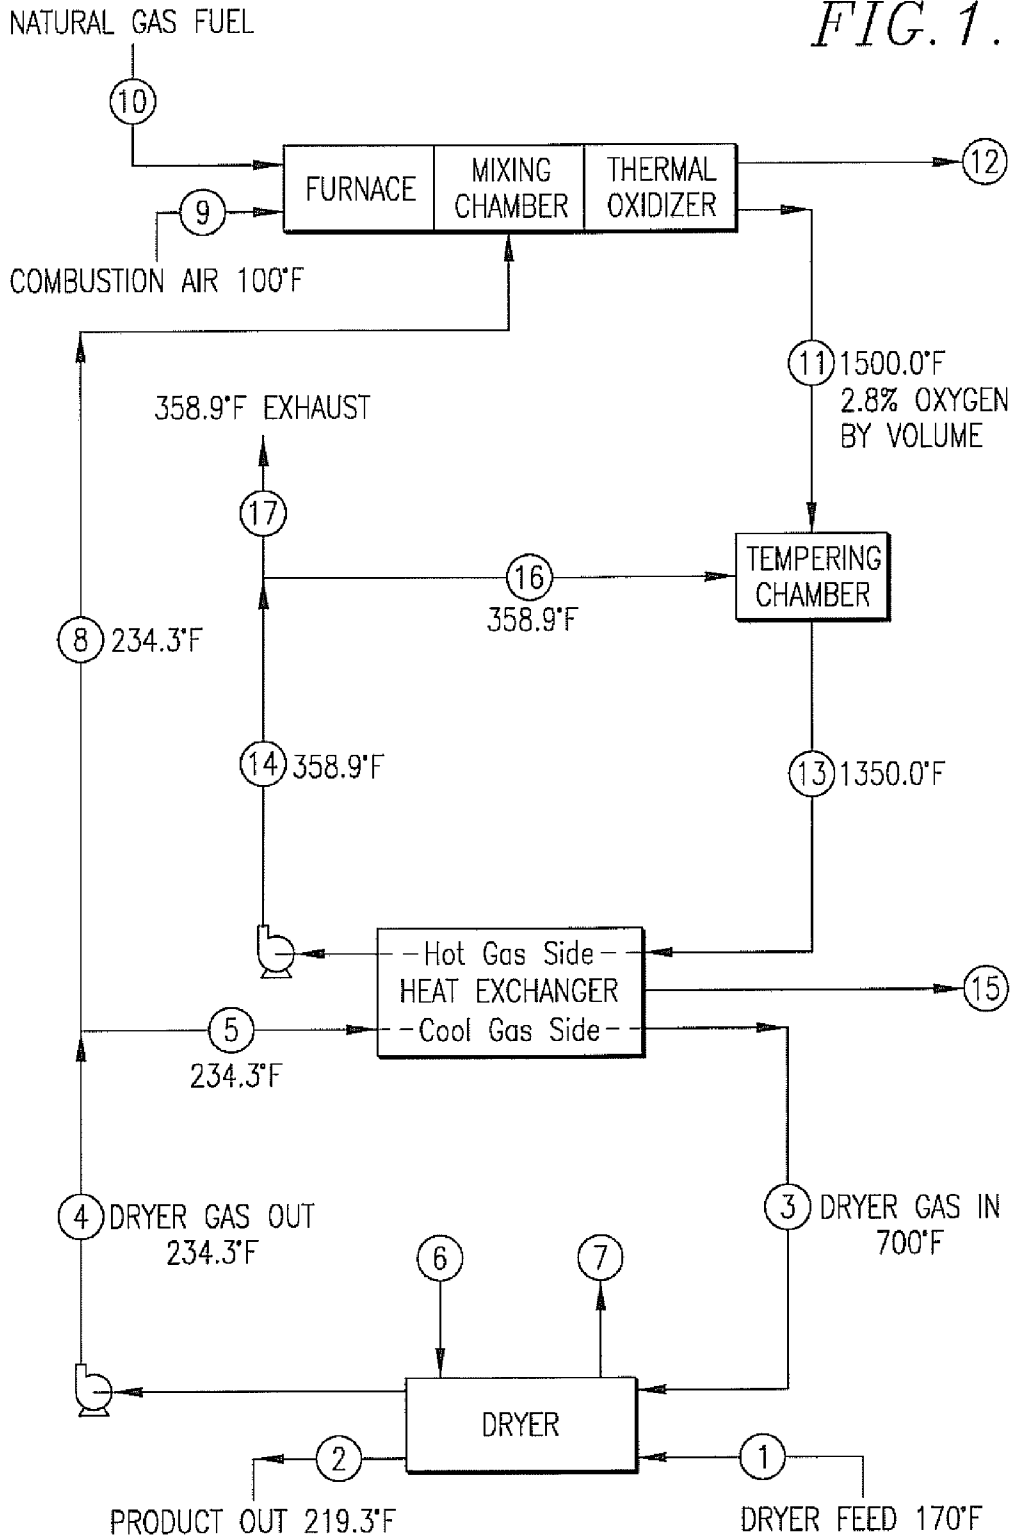 FIG. 1.
NATURAL GAS FUEL
10
FURNACE
MIXING
CHAMBER
THERMAL
OXIDIZER
12
9
COMBUSTION AIR 100°F
11 1500.0°F
2.8% OXYGEN
BY VOLUME
358.9°F EXHAUST
17
TEMPERING
CHAMBER
16
358.9°F
8 234.3°F
14 358.9°F
13 1350.0°F
Hot Gas Side
HEAT EXCHANGER
Cool Gas Side
15
5
234.3°F
4 DRYER GAS OUT
234.3°F
3 DRYER GAS IN
700°F
6
7
DRYER
2
1
PRODUCT OUT 219.3°F
DRYER FEED 170°F